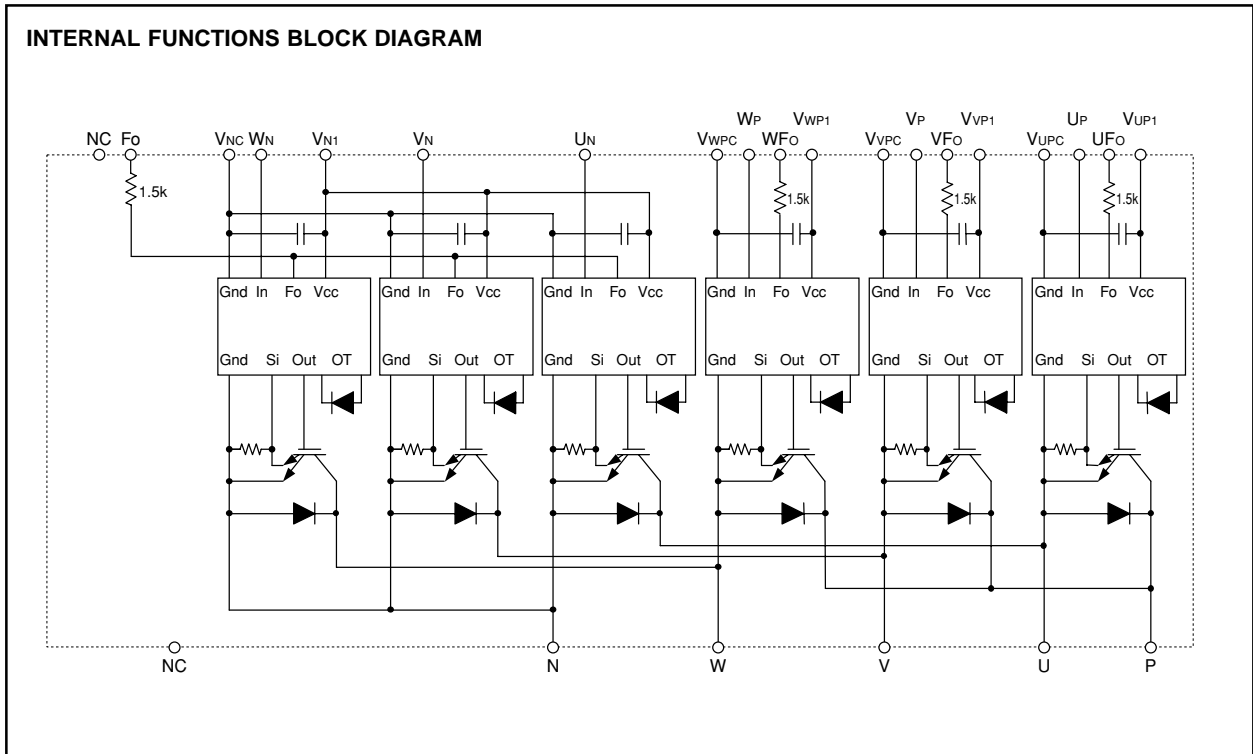 INTERNAL FUNCTIONS BLOCK DIAGRAM
WP VWP1 VP VVP1 UP VUP1
NC FO VNC WN VN1 VN UN VWPC WFO VVPC VFO VUPC UFO
1.5k 1.5k 1.5k 1.5k
Gnd In Fo Vcc Gnd In Fo Vcc Gnd In Fo Vcc Gnd In Fo Vcc Gnd In Fo Vcc Gnd In Fo Vcc
Gnd Si Out OT Gnd Si Out OT Gnd Si Out OT Gnd Si Out OT Gnd Si Out OT Gnd Si Out OT
NC N W V U P